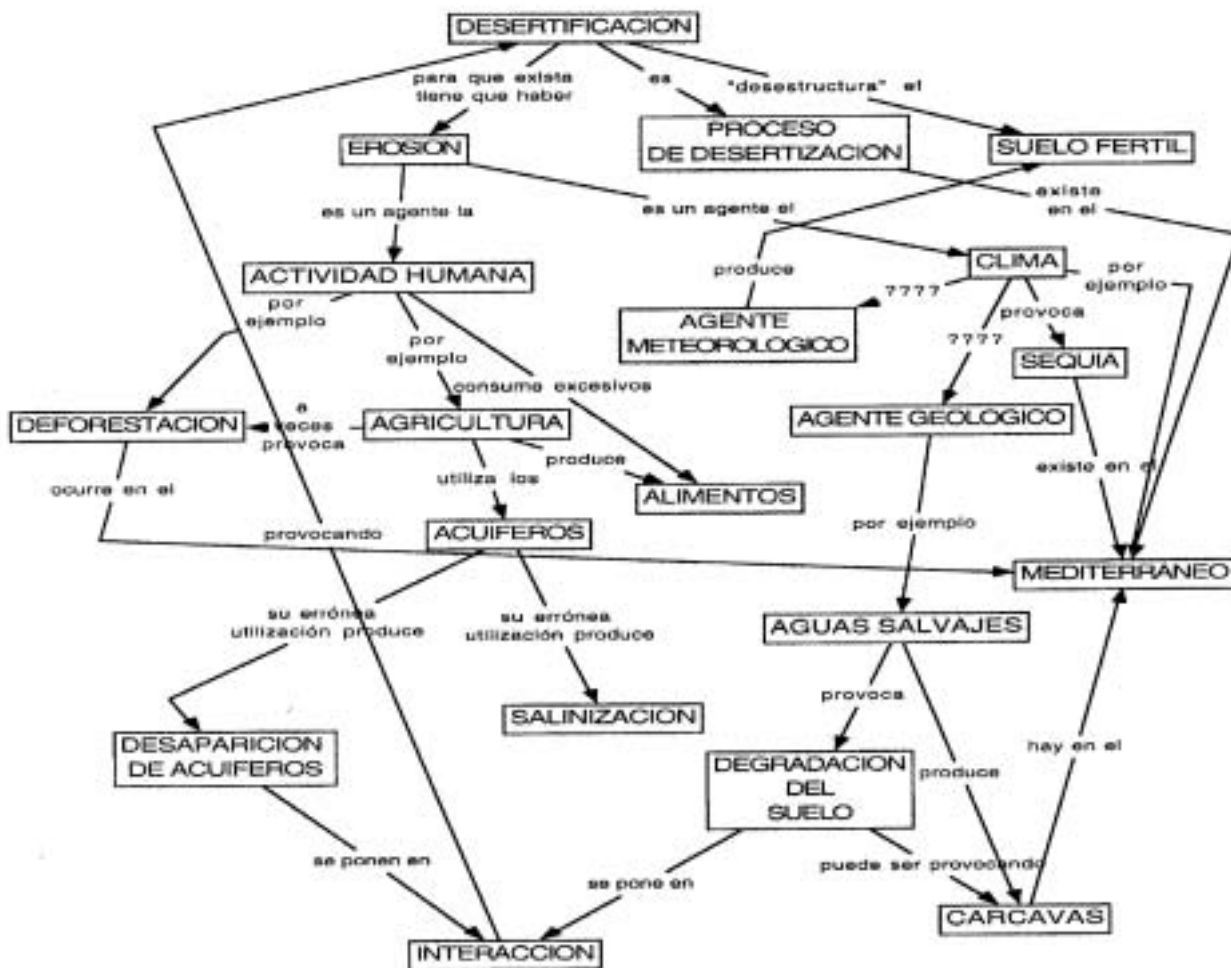 DESERTIFICACION
para que exista
tiene que haber
es
"desestructura" el
EROSION
PROCESO
DE DESERTIZACION
SUELO FERTIL
es un agente la
es un agente el
existe
en el
ACTIVIDAD HUMANA
produce
CLIMA
por
ejemplo
????
provoca
AGENTE
METEOROLOGICO
????
SEQUIA
por
ejemplo
por
ejemplo
consumo excesivos
DEFORESTACION
a
veces
provoca
AGRICULTURA
AGENTE GEOLOGICO
produce
existe en el
ocurre en el
utiliza los
ALIMENTOS
provocando
ACUIFEROS
por ejemplo
MEDITERRANEO
su errónea
utilización produce
su errónea
utilización produce
AGUAS SALVAJES
provoca
SALINIZACION
DESAPARICION
DE ACUIFEROS
DEGRADACION
DEL
SUELO
produce
hay en el
se ponen en
se pone en
puede ser provocando
CARCAVAS
INTERACCION